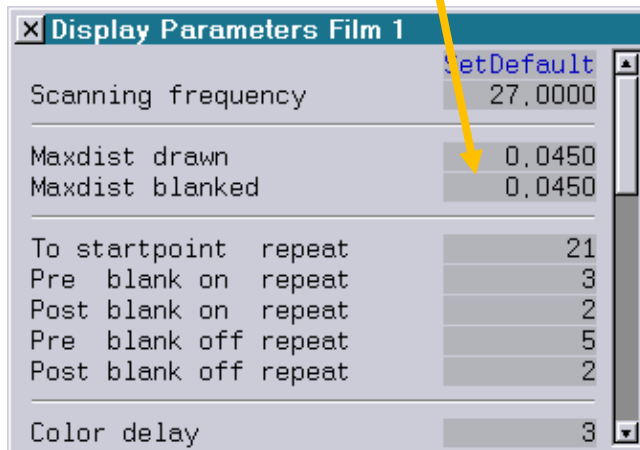 Display Parameters Film 1
SetDefault
Scanning frequency 27,0000
Maxdist drawn 0,0450
Maxdist blanked 0,0450
To startpoint repeat 21
Pre blank on repeat 3
Post blank on repeat 2
Pre blank off repeat 5
Post blank off repeat 2
Color delay 3